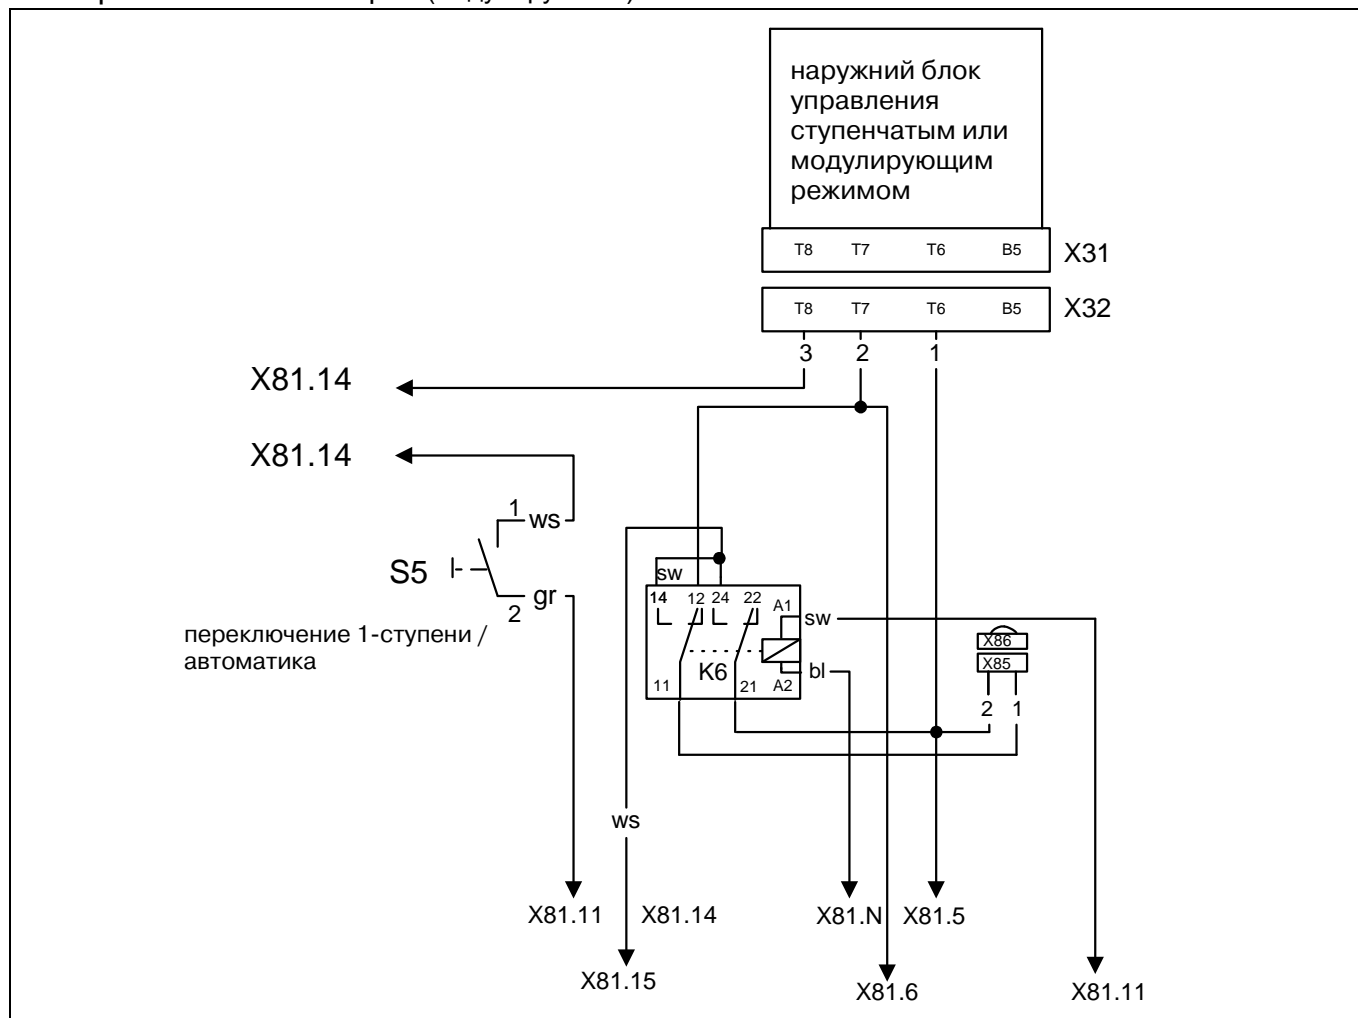 наружний блок
управления
ступенчатым или
модулирующим
режимом
T8 T7 T6 B5 X31
T8 T7 T6 B5 X32
3 2 1
X81.14
X81.14
1 ws
S5
2 gr
переключение 1-ступени /
автоматика
sw
14 12 24 22 A1 sw
K6 bl
11 21 A2
X86
X85
2 1
ws
X81.11 X81.14 X81.N X81.5
X81.15 X81.6 X81.11